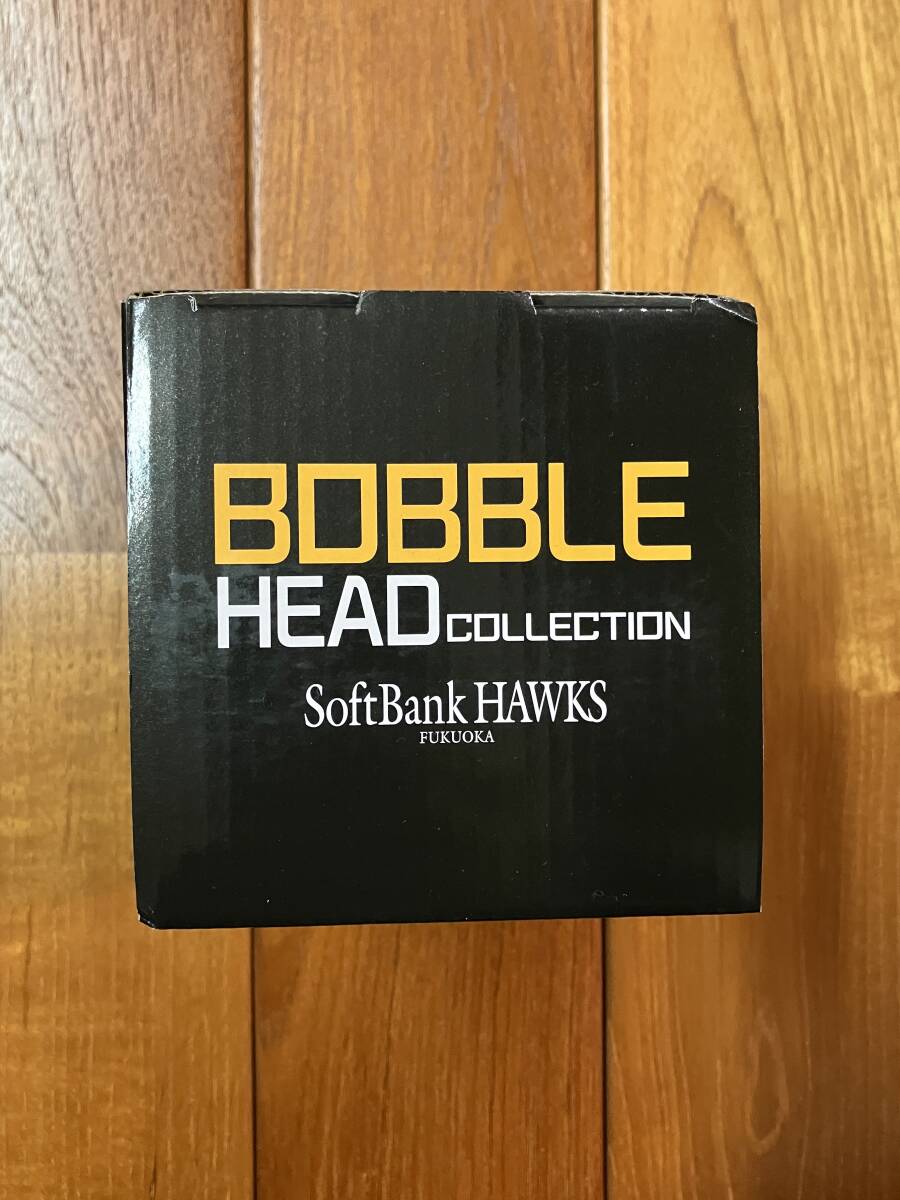 BOBBLE
HEAD COLLECTION
SoftBank HAWKS
FUKUOKA